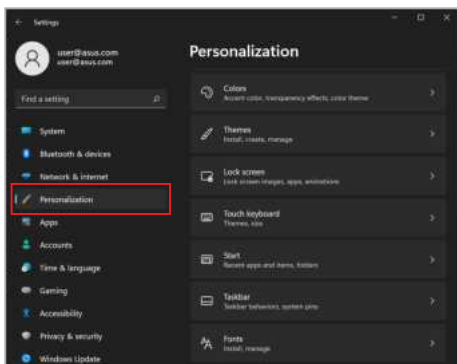 Settings
user@asus.com
user@asus.com
Find a setting
System
Bluetooth & devices
Network & internet
Personalization
Apps
Accounts
Time & language
Gaming
Accessibility
Privacy & security
Windows Update
Personalization
Colors
Accent color, transparency effects, color theme
Themes
Install, create, manage
Lock screen
Lock screen images, apps, animations
Touch keyboard
Themes, size
Start
Recent apps and items, folders
Taskbar
Taskbar behaviors, system pins
Fonts
Install, manage